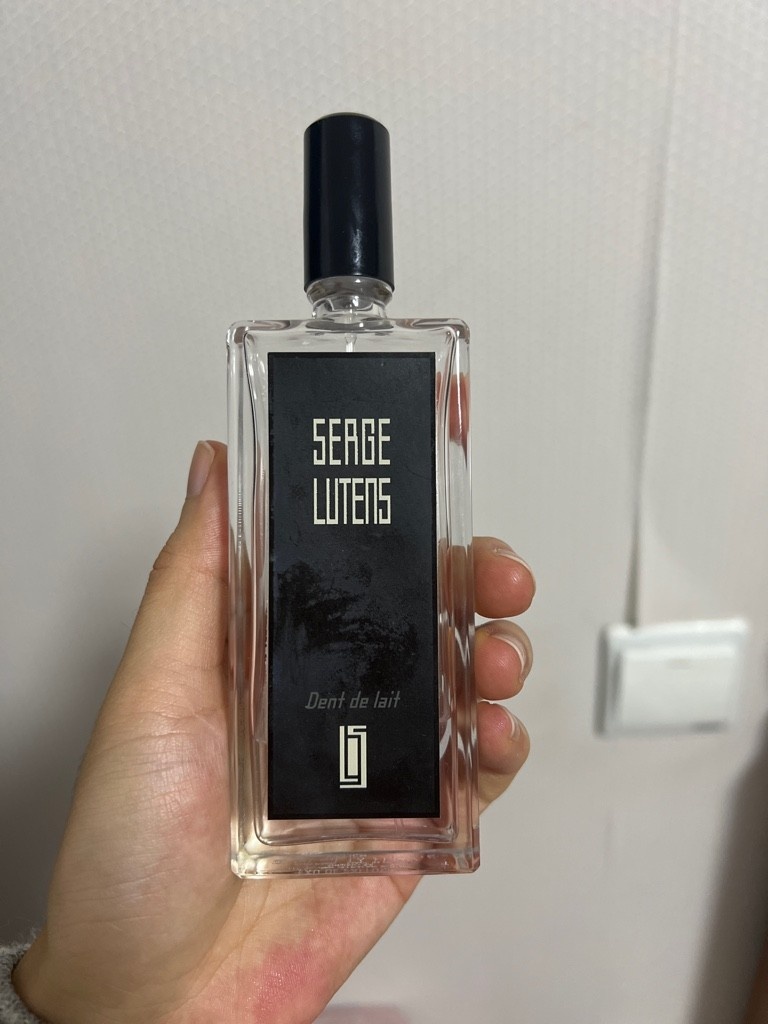 SERGE
LUTENS
Dent de lait